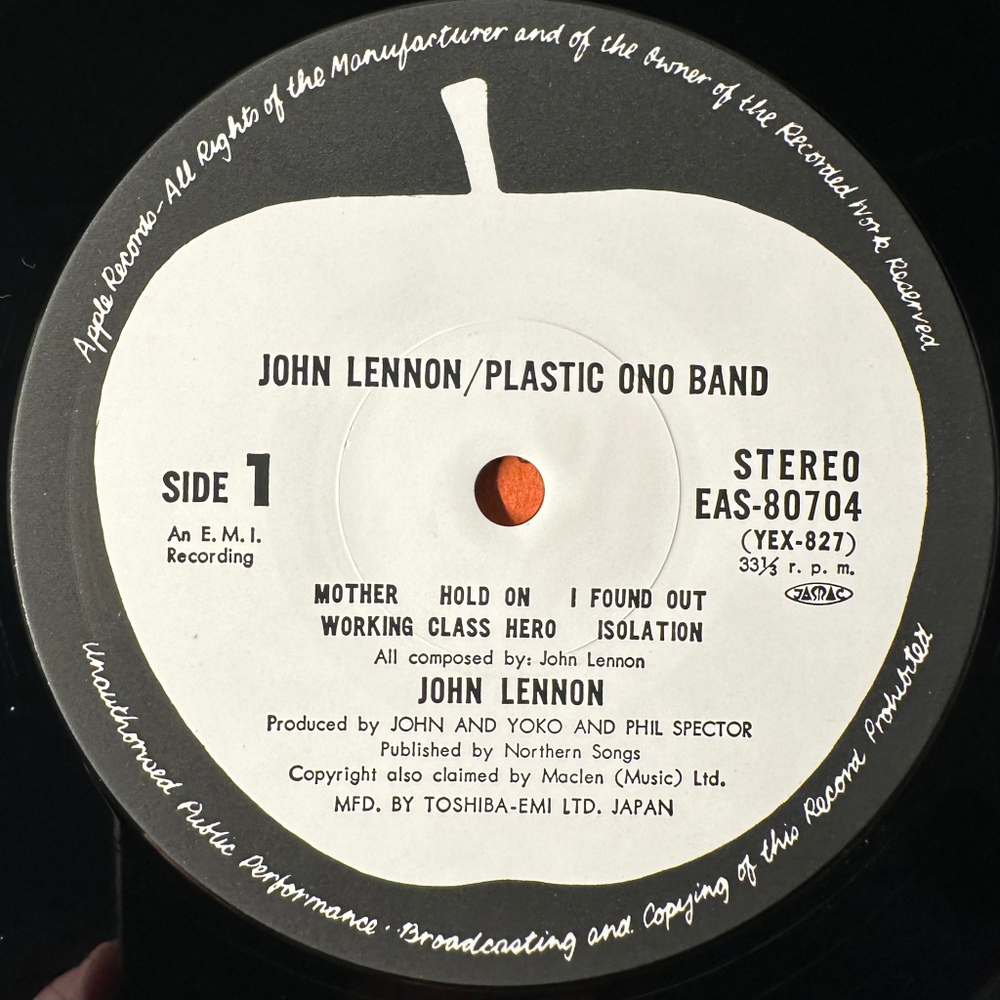 Apple Records-All Rights of the Manufacturer and of the Owner of the Recorded Work Reserved
JOHN LENNON/PLASTIC ONO BAND
SIDE 1
An E. M. I.
Recording
STEREO
EAS-80704
(YEX-827)
33⅓ r. p. m.
JASRAC
MOTHER HOLD ON I FOUND OUT
WORKING CLASS HERO ISOLATION
All composed by: John Lennon
JOHN LENNON
Produced by JOHN AND YOKO AND PHIL SPECTOR
Published by Northern Songs
Copyright also claimed by Maclen (Music) Ltd.
MFD. BY TOSHIBA-EMI LTD. JAPAN
Unauthorised Public Performance · Broadcasting and Copying of this Record Prohibited